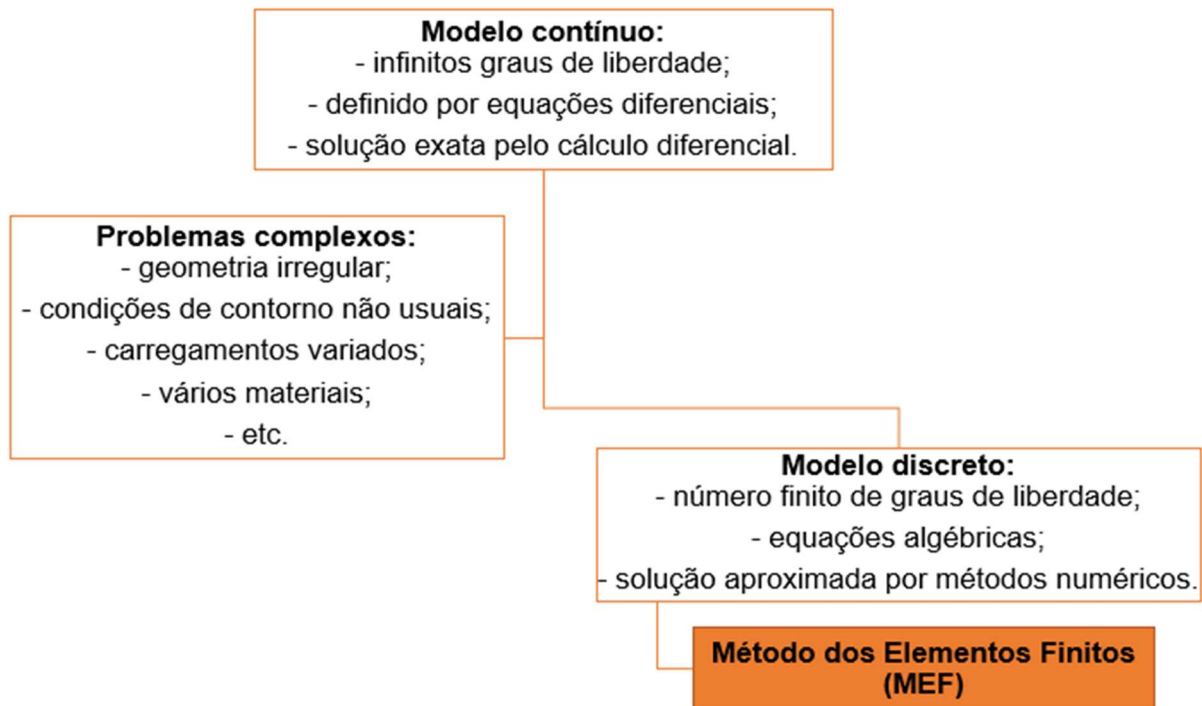 Modelo contínuo:
- infinitos graus de liberdade;
- definido por equações diferenciais;
- solução exata pelo cálculo diferencial.
Problemas complexos:
- geometria irregular;
- condições de contorno não usuais;
- carregamentos variados;
- vários materiais;
- etc.
Modelo discreto:
- número finito de graus de liberdade;
- equações algébricas;
- solução aproximada por métodos numéricos.
Método dos Elementos Finitos
(MEF)